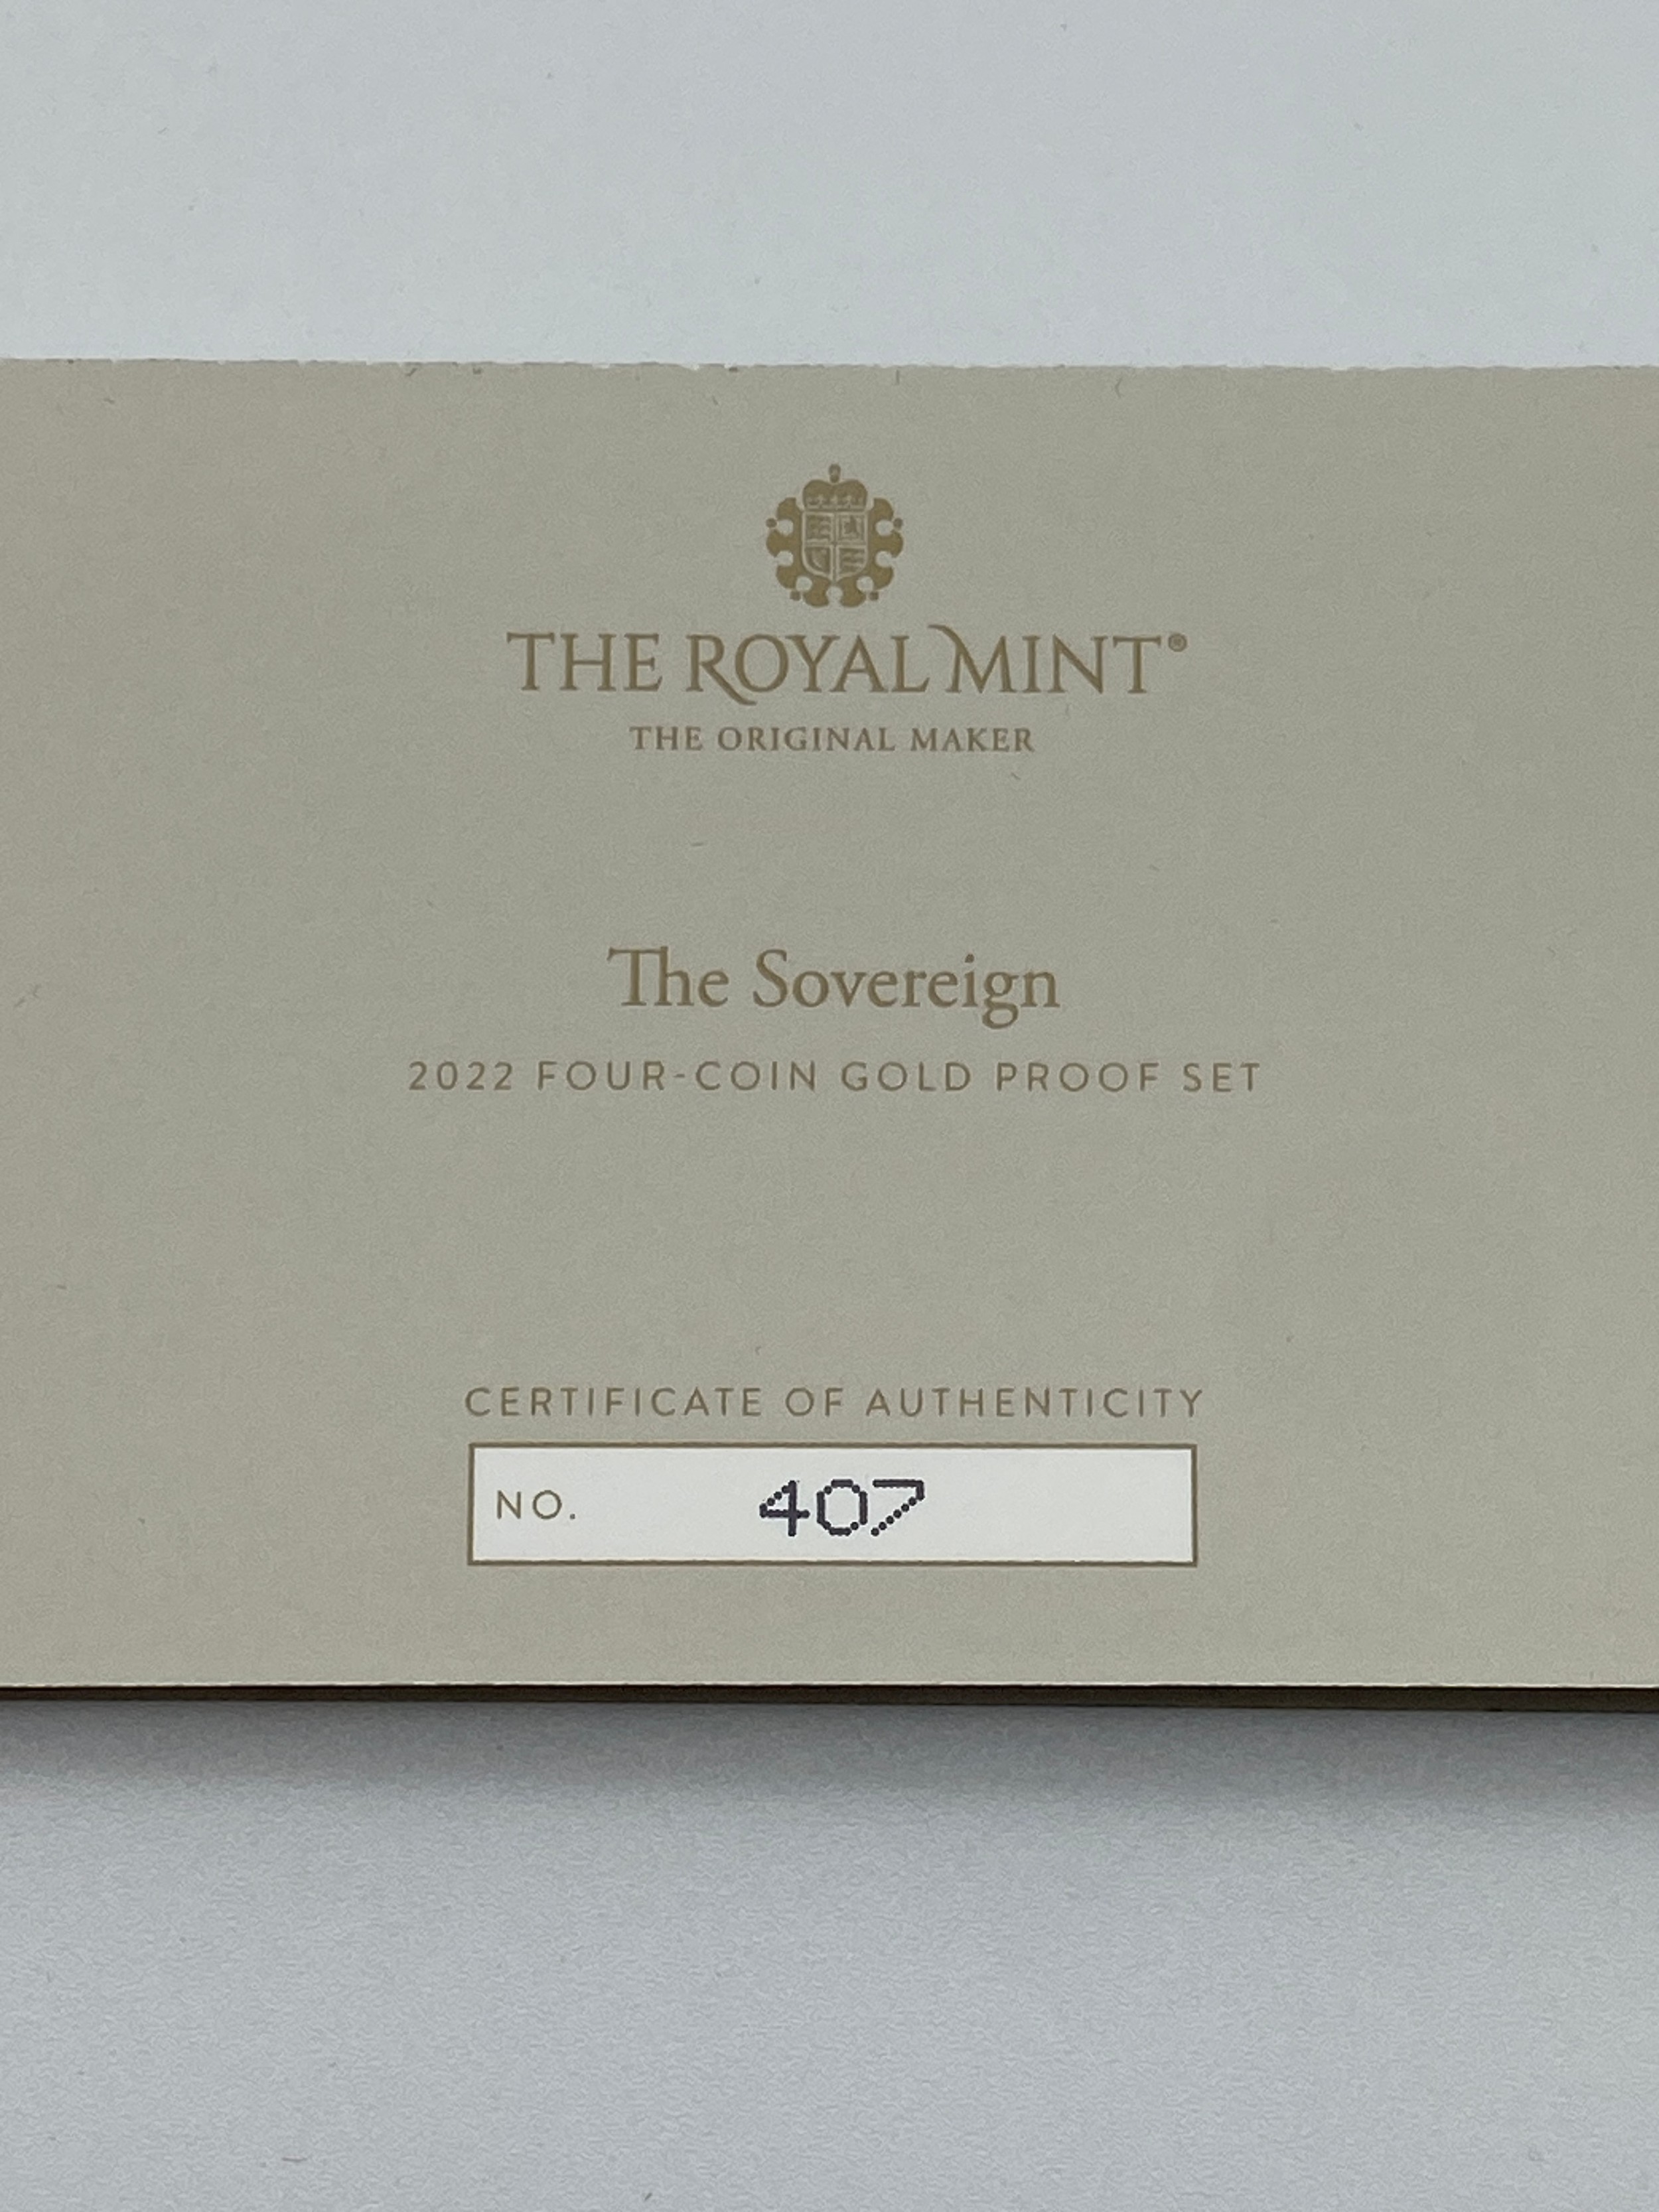 THE ROYAL MINT®
THE ORIGINAL MAKER
The Sovereign
2022 FOUR-COIN GOLD PROOF SET
CERTIFICATE OF AUTHENTICITY
NO. 407